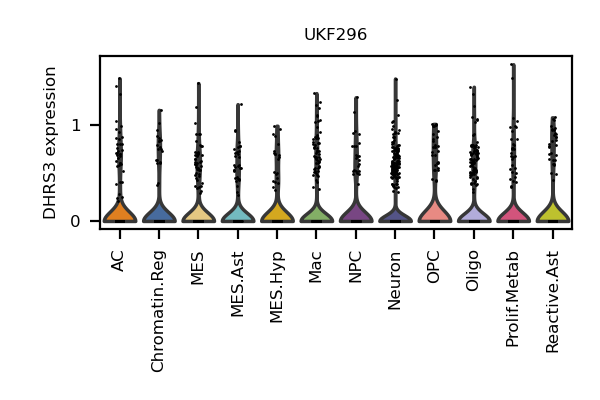 UKF296
DHRS3 expression
1
0
AC
Chromatin.Reg
MES
MES.Ast
MES.Hyp
Mac
NPC
Neuron
OPC
Oligo
Prolif.Metab
Reactive.Ast